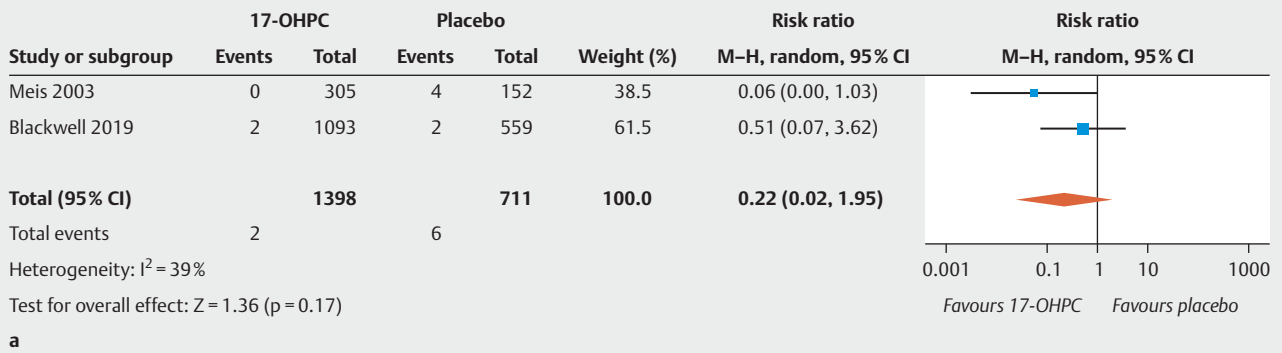 17-OHPC Placebo Risk ratio Risk ratio
Study or subgroup Events Total Events Total Weight (%) M–H, random, 95% CI M–H, random, 95% CI
Meis 2003 0 305 4 152 38.5 0.06 (0.00, 1.03)
Blackwell 2019 2 1093 2 559 61.5 0.51 (0.07, 3.62)
Total (95% CI) 1398 711 100.0 0.22 (0.02, 1.95)
Total events 2 6
Heterogeneity: I² = 39%
0.001 0.1 1 10 1000
Test for overall effect: Z = 1.36 (p = 0.17)
Favours 17-OHPC Favours placebo
a